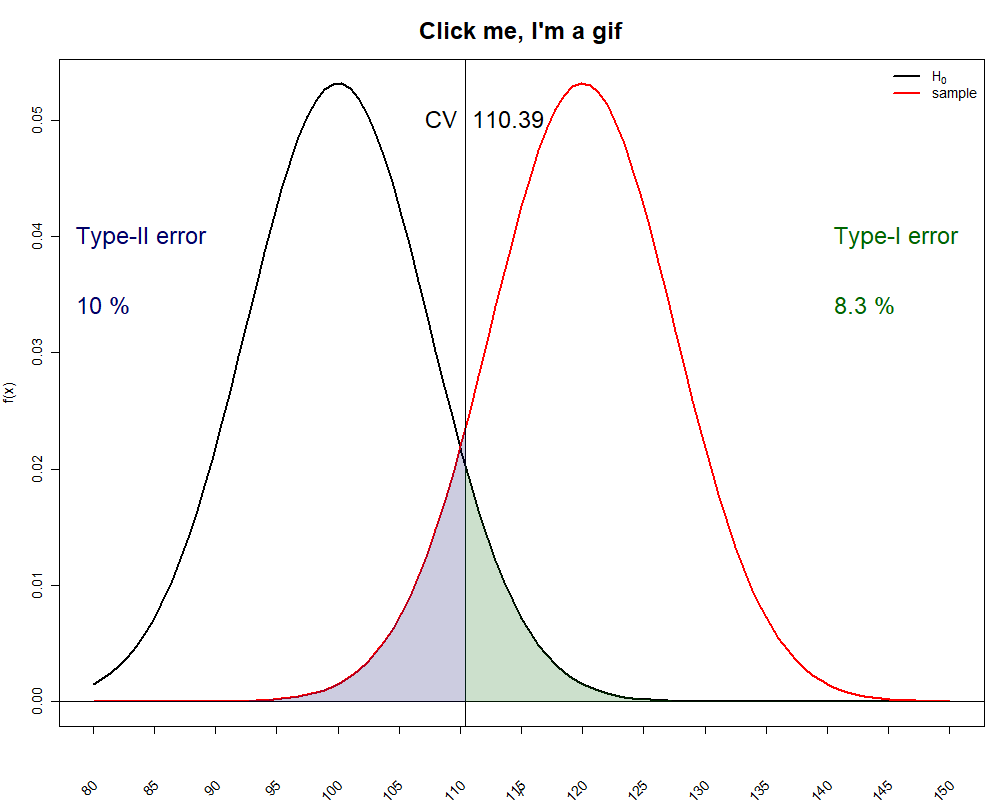 Click me, I'm a gif
H0
sample
CV 110.39
Type-II error
10 %
Type-I error
8.3 %
f(x)
0.05
0.04
0.03
0.02
0.01
0.00
80 85 90 95 100 105 110 115 120 125 130 135 140 145 150